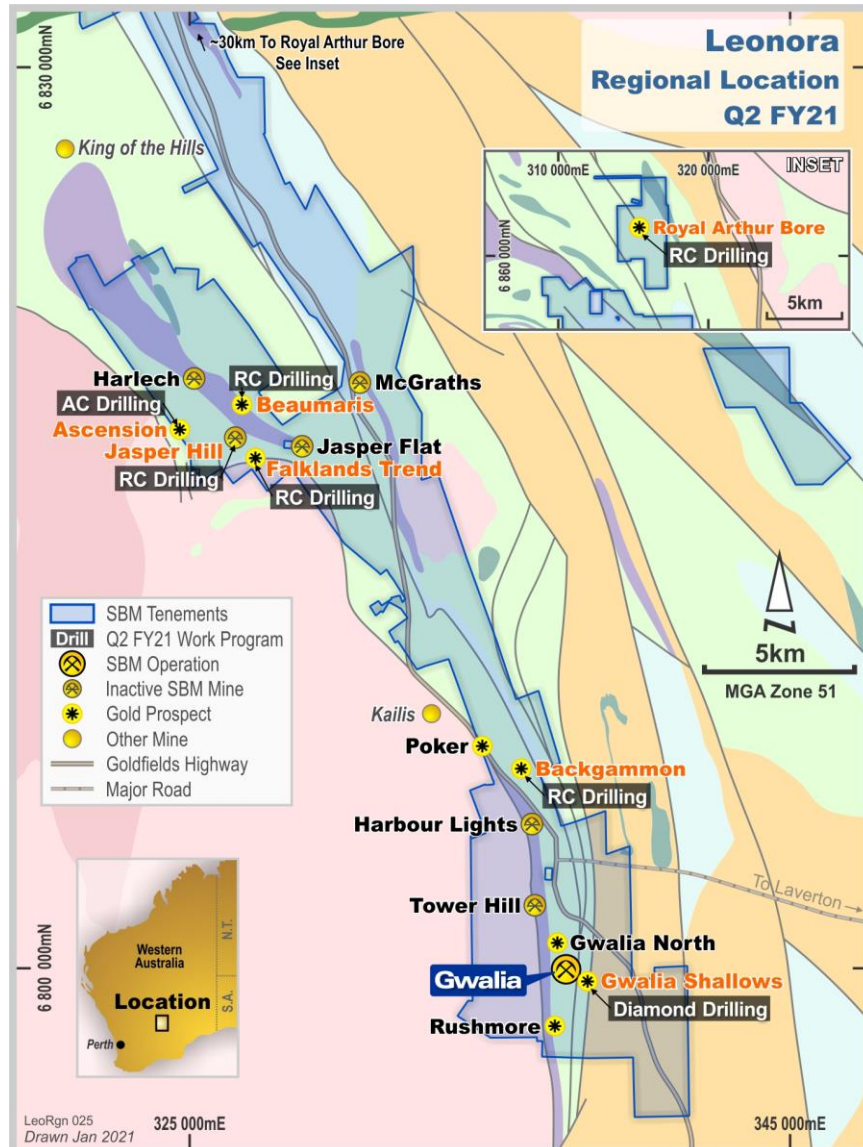 Leonora
Regional Location
Q2 FY21
~30km To Royal Arthur Bore
See Inset
6 830 000mN
King of the Hills
310 000mE
320 000mE
INSET
6 860 000mN
Royal Arthur Bore
RC Drilling
5km
Harlech
RC Drilling
McGraths
AC Drilling
Beaumaris
Ascension
Jasper Hill
Jasper Flat
Falklands Trend
RC Drilling
RC Drilling
SBM Tenements
Drill Q2 FY21 Work Program
SBM Operation
Inactive SBM Mine
Gold Prospect
Other Mine
Goldfields Highway
Major Road
N
5km
MGA Zone 51
Kailis
Poker
Backgammon
RC Drilling
Harbour Lights
To Laverton
Tower Hill
Gwalia North
Gwalia
Gwalia Shallows
Diamond Drilling
Rushmore
6 800 000mN
Western
Australia
N.T.
S.A.
Location
Perth
LeoRgn 025
Drawn Jan 2021
325 000mE
345 000mE